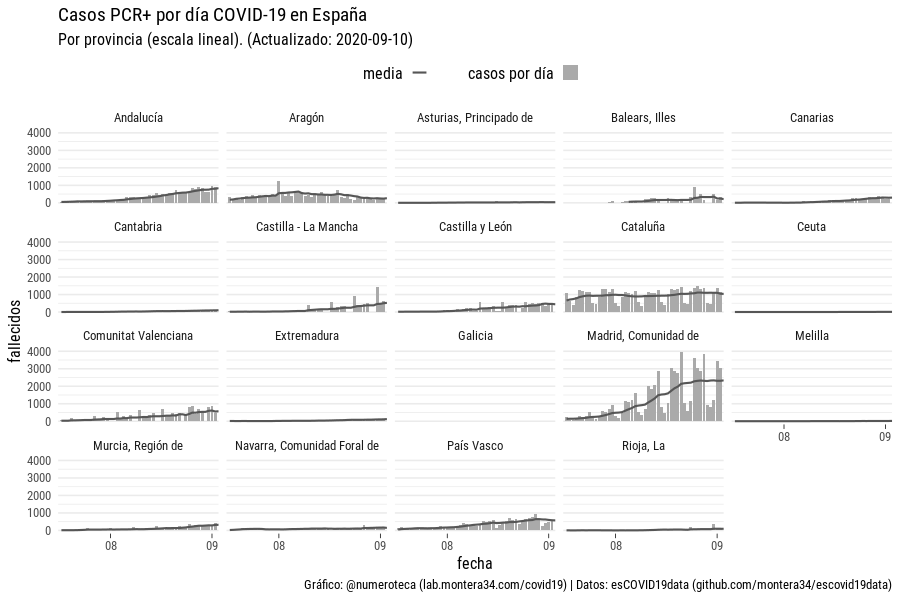 Casos PCR+ por día COVID-19 en España
Por provincia (escala lineal). (Actualizado: 2020-09-10)
media casos por día
Andalucía Aragón Asturias, Principado de Balears, Illes Canarias
4000
3000
2000
1000
0
Cantabria Castilla - La Mancha Castilla y León Cataluña Ceuta
4000
3000
2000
1000
0
fallecidos
Comunitat Valenciana Extremadura Galicia Madrid, Comunidad de Melilla
4000
3000
2000
1000
0
08 09
Murcia, Región de Navarra, Comunidad Foral de País Vasco Rioja, La
4000
3000
2000
1000
0
08 09 08 09 08 09 08 09
fecha
Gráfico: @numeroteca (lab.montera34.com/covid19) | Datos: esCOVID19data (github.com/montera34/escovid19data)